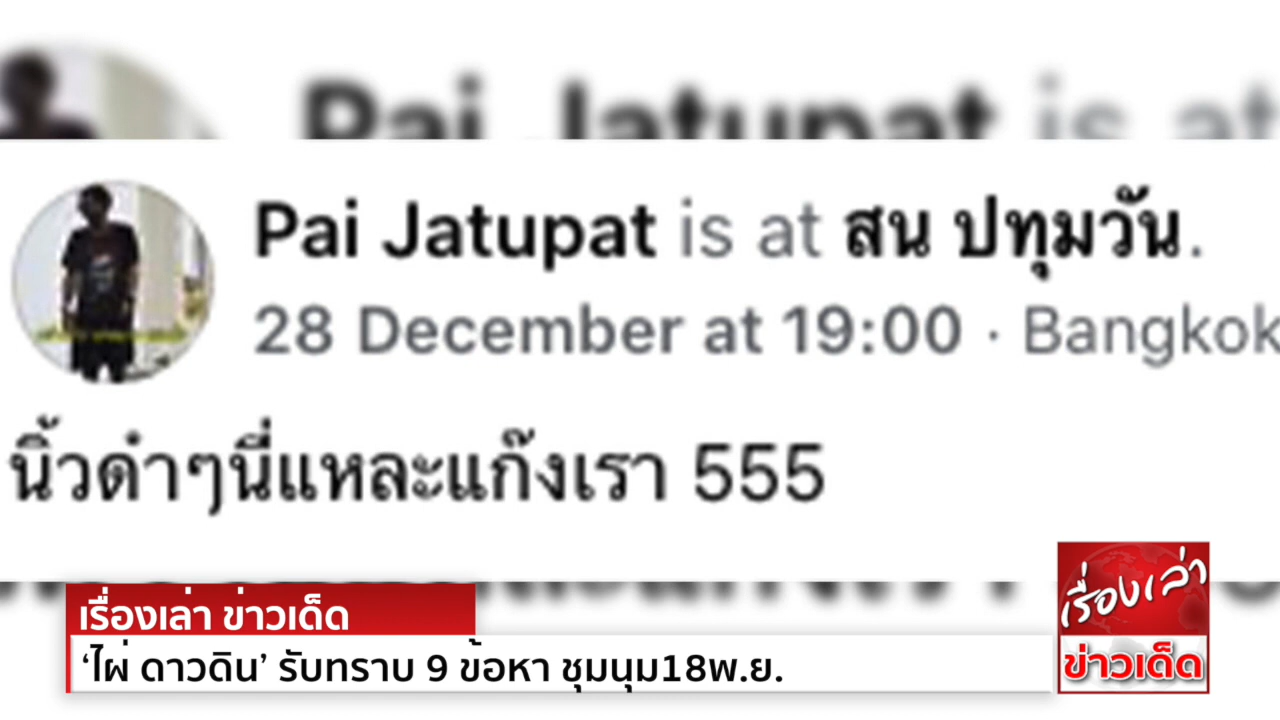 Pai Jatupat is at
Pai Jatupat is at สน ปทุมวัน.
28 December at 19:00 · Bangkok
นิ้วดำๆนี่แหละแก๊งเรา 555
เรื่องเล่า ข่าวเด็ด
‘ไผ่ ดาวดิน’ รับทราบ 9 ข้อหา ชุมนุม18พ.ย.
เรื่องเล่า
ข่าวเด็ด